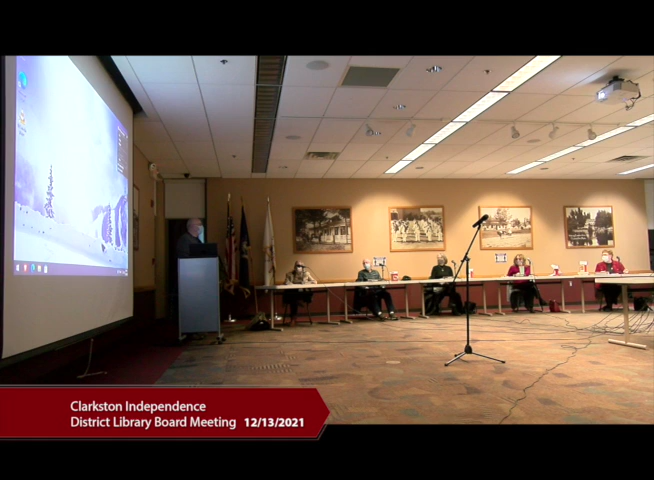 Clarkston Independence
District Library Board Meeting 12/13/2021